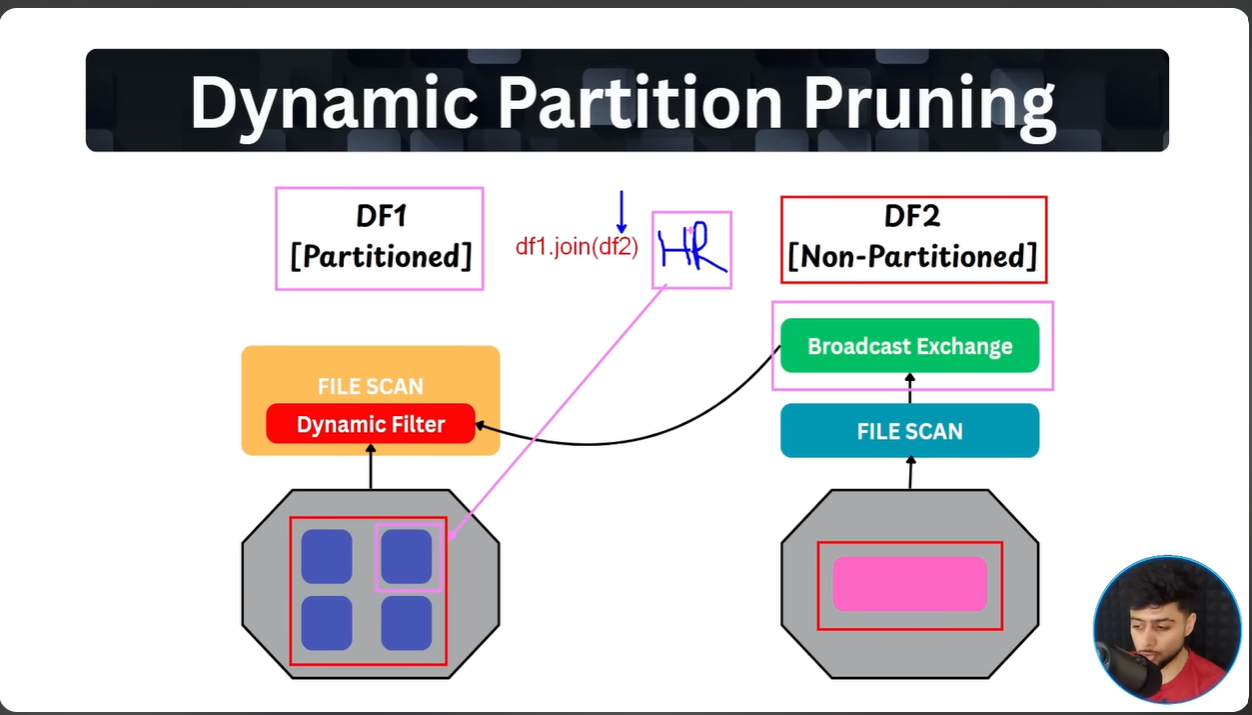 Dynamic Partition Pruning
DF1
[Partitioned]
df1.join(df2)
HR
DF2
[Non-Partitioned]
Broadcast Exchange
FILE SCAN
Dynamic Filter
FILE SCAN